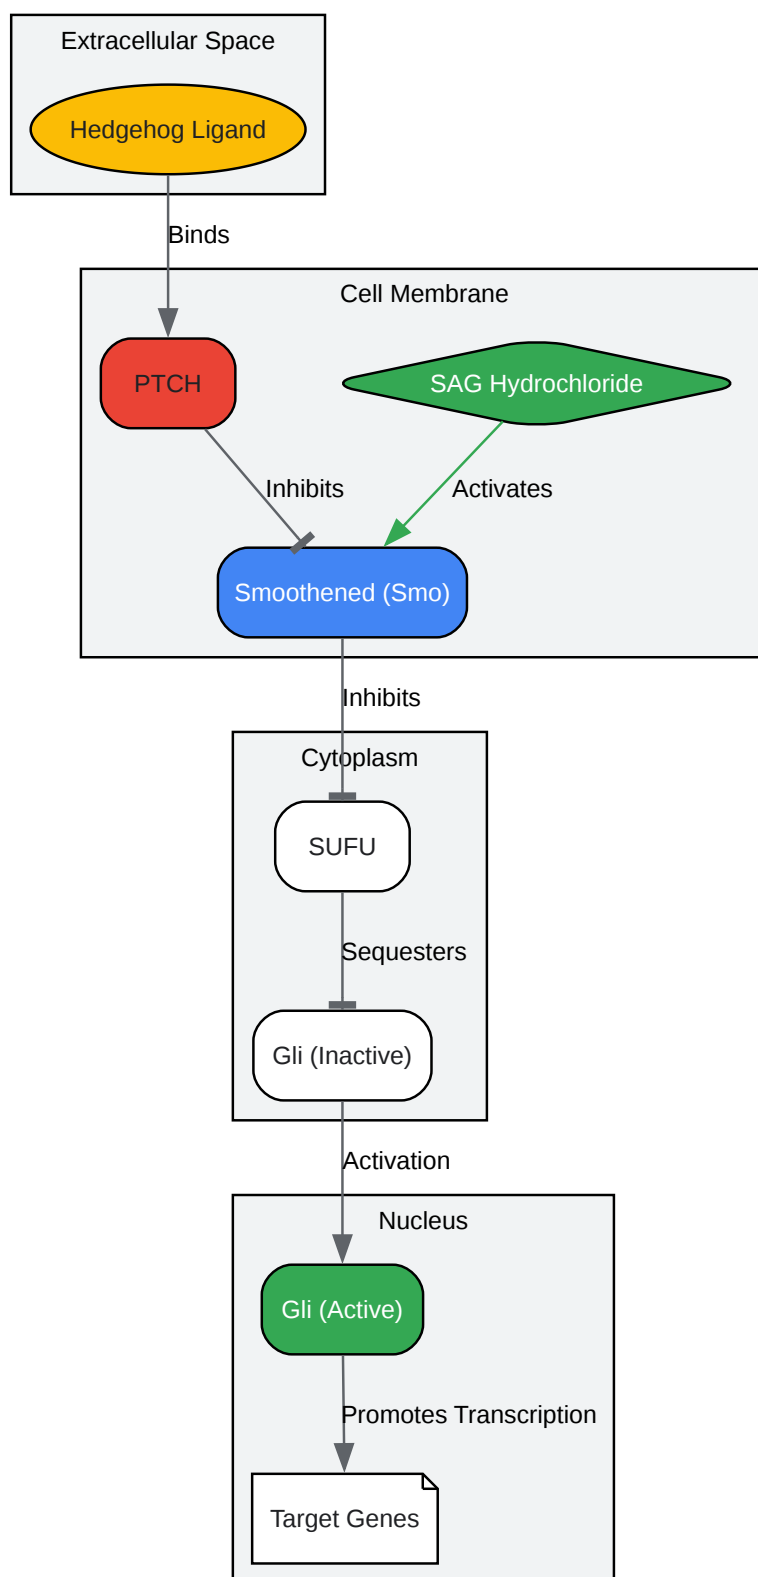 Extracellular Space
Hedgehog Ligand
Binds
Cell Membrane
PTCH
SAG Hydrochloride
Inhibits
Activates
Smoothened (Smo)
Inhibits
Cytoplasm
SUFU
Sequesters
Gli (Inactive)
Activation
Nucleus
Gli (Active)
Promotes Transcription
Target Genes